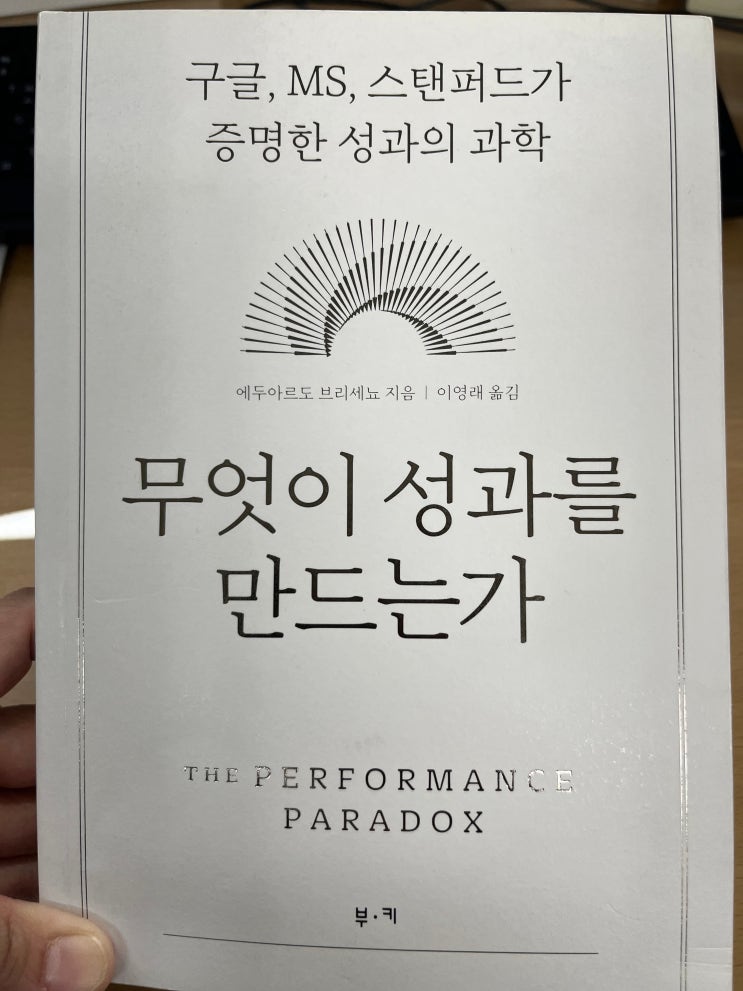 구글, MS, 스탠퍼드가
증명한 성과의 과학
에두아르도 브리세뇨 지음 | 이영래 옮김
무엇이 성과를
만드는가
THE PERFORMANCE
PARADOX
부·키